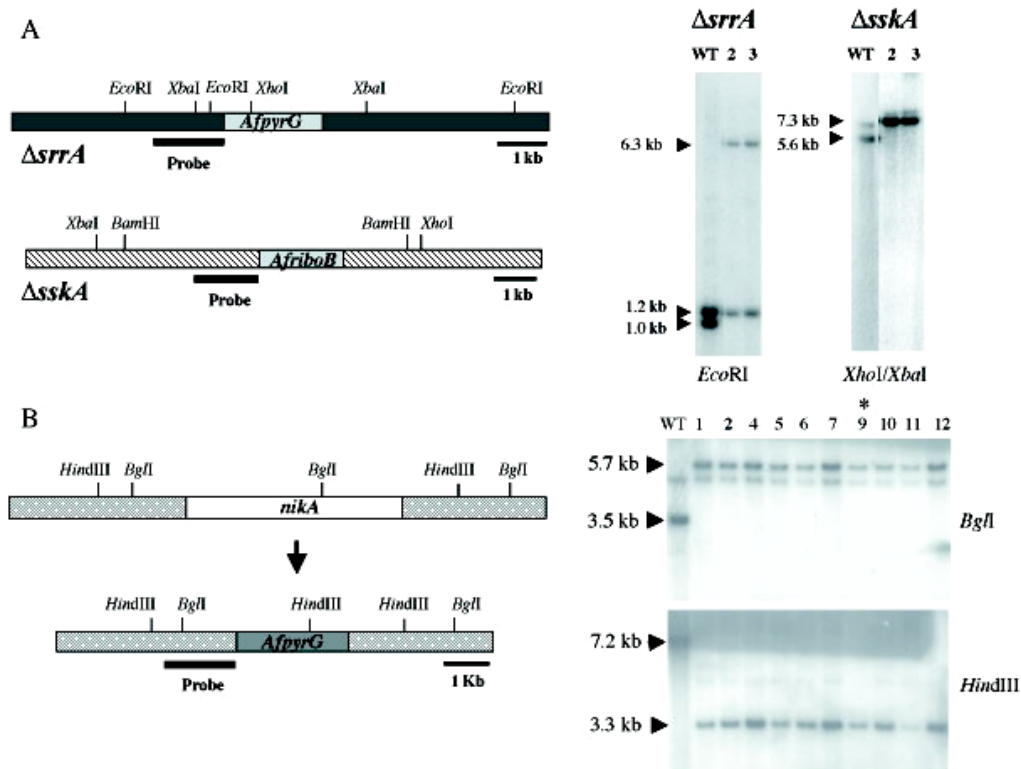 A
EcoRI XbaI EcoRI XhoI XbaI EcoRI
AfpyrG
ΔsrrA
Probe
1 kb
XbaI BamHI BamHI XhoI
AfriboB
ΔsskA
Probe
1 kb
ΔsrrA
WT 2 3
6.3 kb
1.2 kb
1.0 kb
EcoRI
ΔsskA
WT 2 3
7.3 kb
5.6 kb
XhoI/XbaI
B
HindIII BglI BglI HindIII BglI
nikA
HindIII BglI HindIII HindIII BglI
AfpyrG
Probe
1 Kb
*
WT 1 2 4 5 6 7 9 10 11 12
5.7 kb
3.5 kb
BglI
7.2 kb
3.3 kb
HindIII